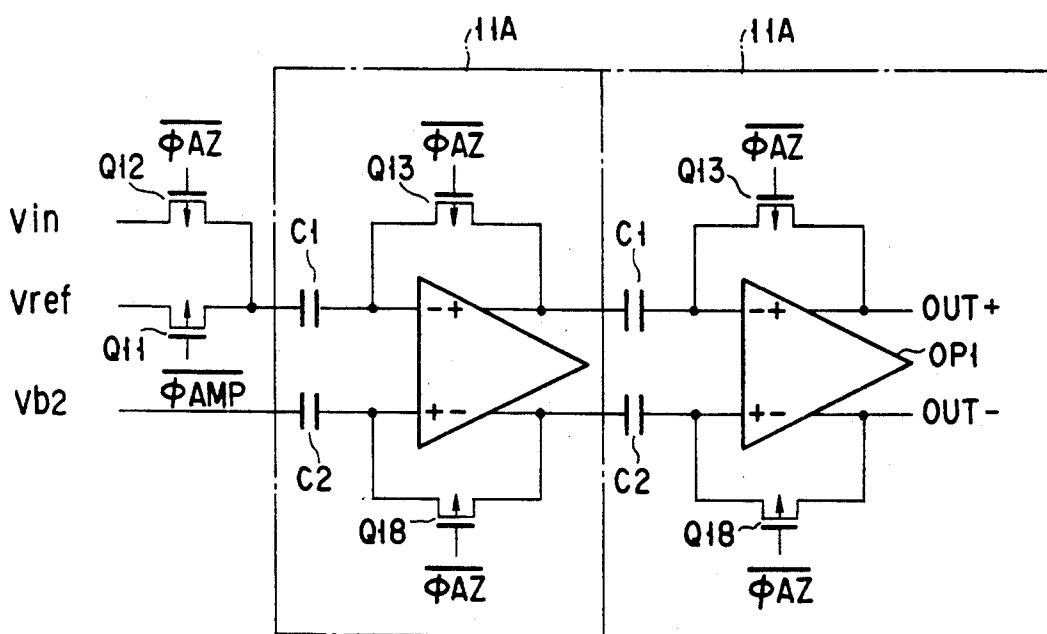 11A
11A
φAZ
φAZ
φAZ
Q12
Q13
Q13
Vin
C1
C1
Vref
-+
-+
OUT+
Q11
OP1
φAMP
Vb2
+-
+-
OUT-
C2
C2
Q18
Q18
φAZ
φAZ